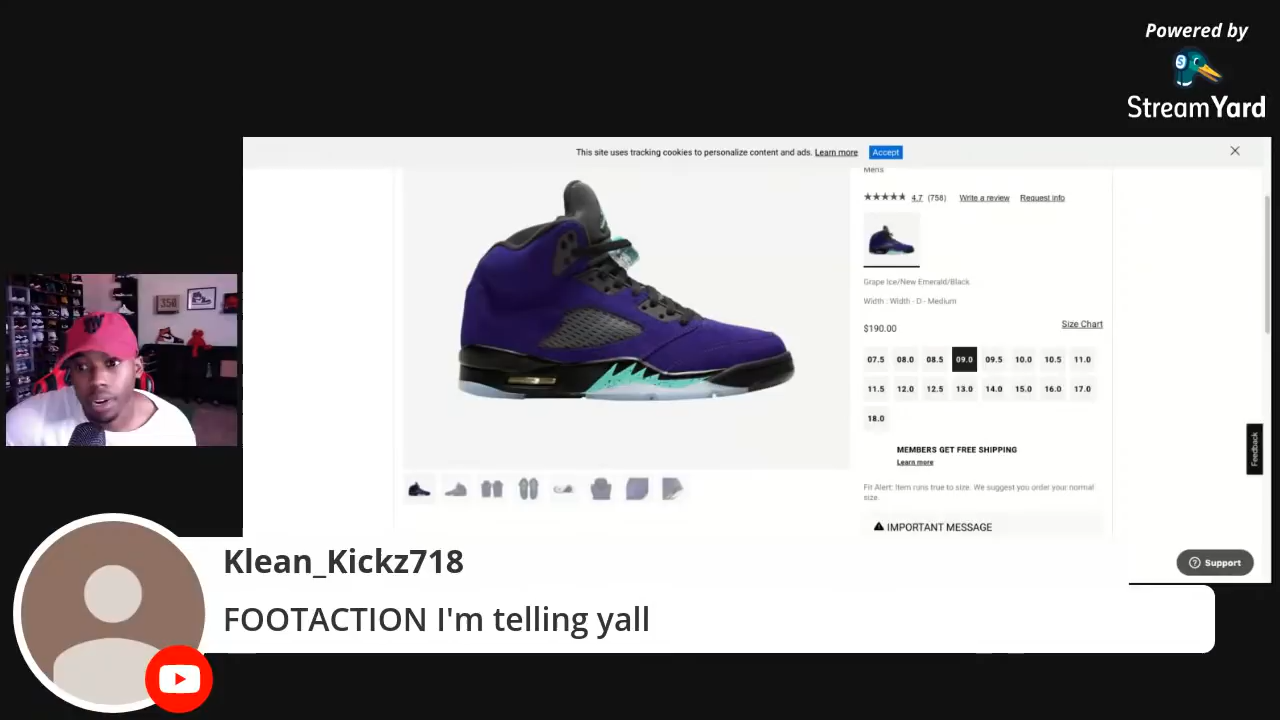 Powered by
StreamYard
This site uses tracking cookies to personalize content and ads. Learn more Accept
Men's
4.7 (758) Write a review Request info
Grape Ice/New Emerald/Black
Width : Width - D - Medium
$190.00 Size Chart
07.5 08.0 08.5 09.0 09.5 10.0 10.5 11.0
11.5 12.0 12.5 13.0 14.0 15.0 16.0 17.0
18.0
MEMBERS GET FREE SHIPPING
Learn more
Feedback
Fit Alert: Item runs true to size. We suggest you order your normal
size.
IMPORTANT MESSAGE
Support
350
Klean_Kickz718
FOOTACTION I'm telling yall